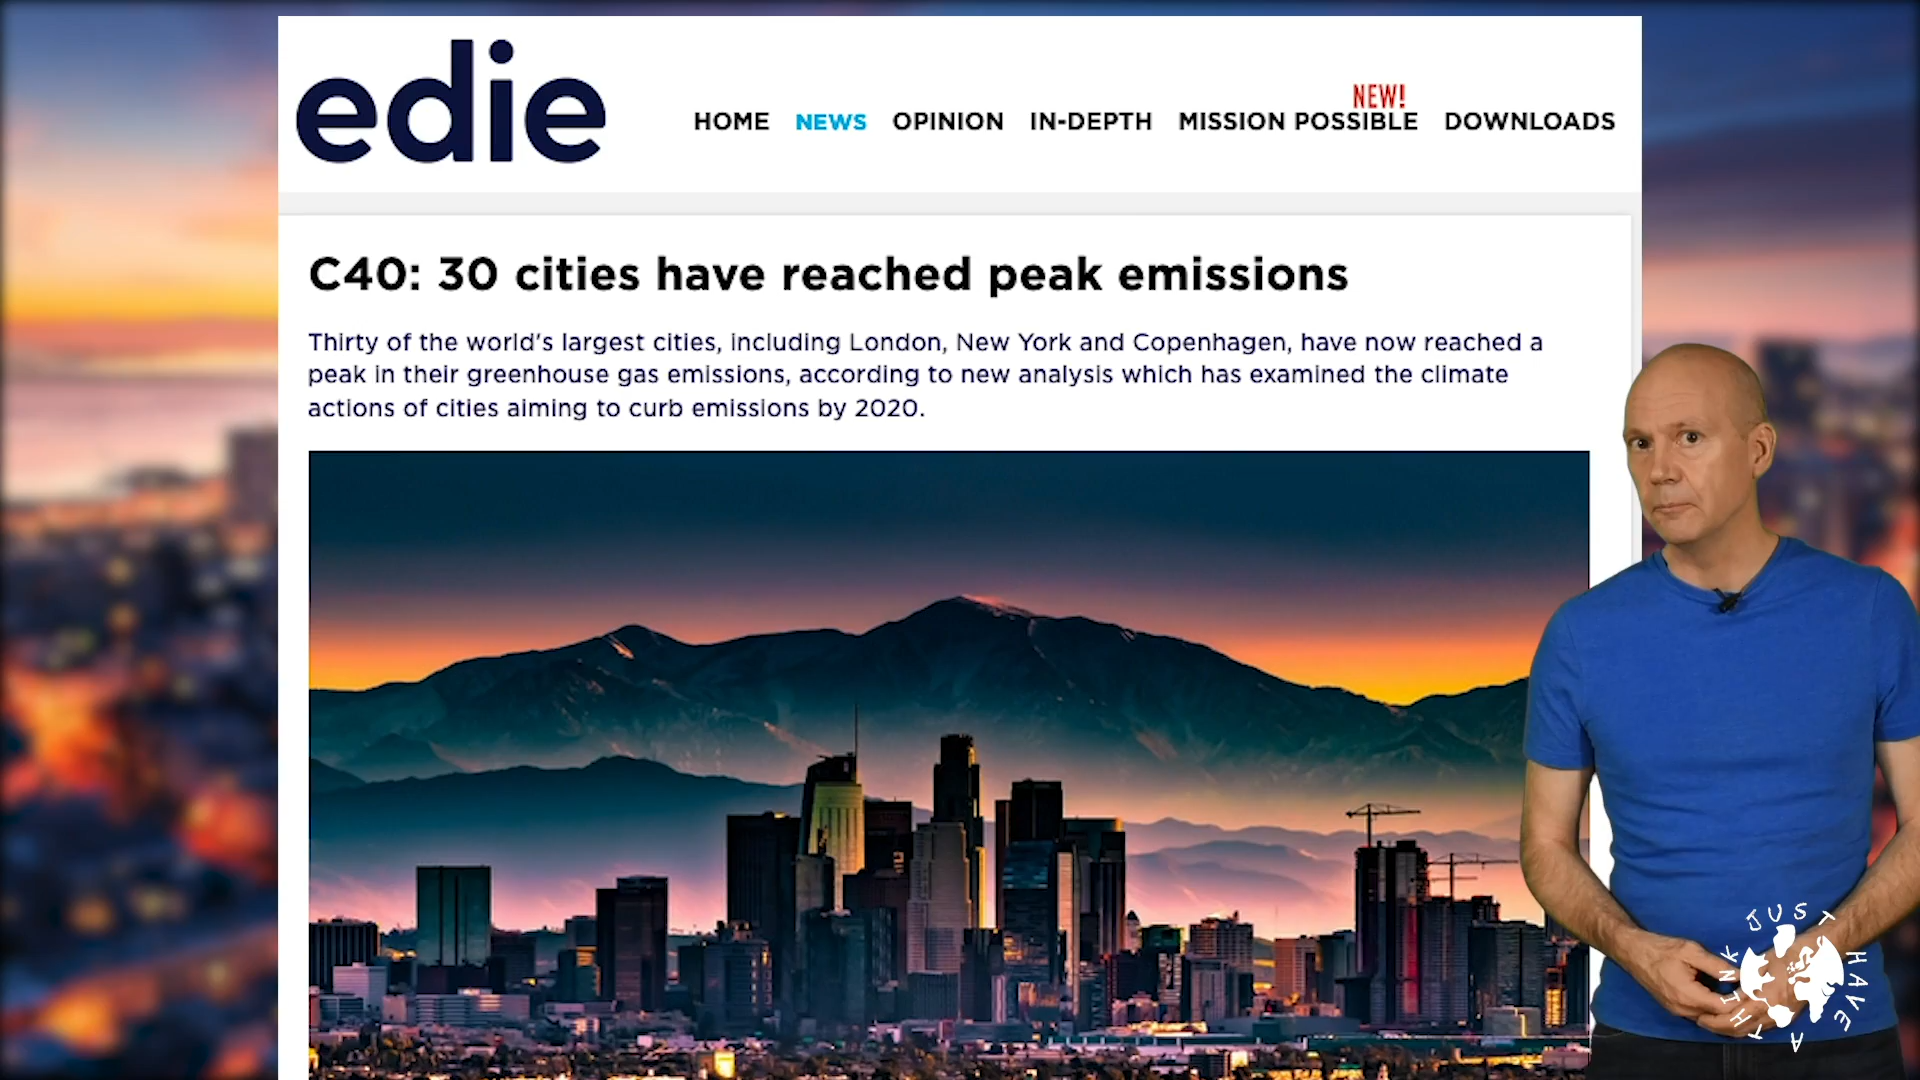 edie
NEW!
HOME NEWS OPINION IN-DEPTH MISSION POSSIBLE DOWNLOADS
C40: 30 cities have reached peak emissions
Thirty of the world's largest cities, including London, New York and Copenhagen, have now reached a
peak in their greenhouse gas emissions, according to new analysis which has examined the climate
actions of cities aiming to curb emissions by 2020.
JUST HAVE A THINK